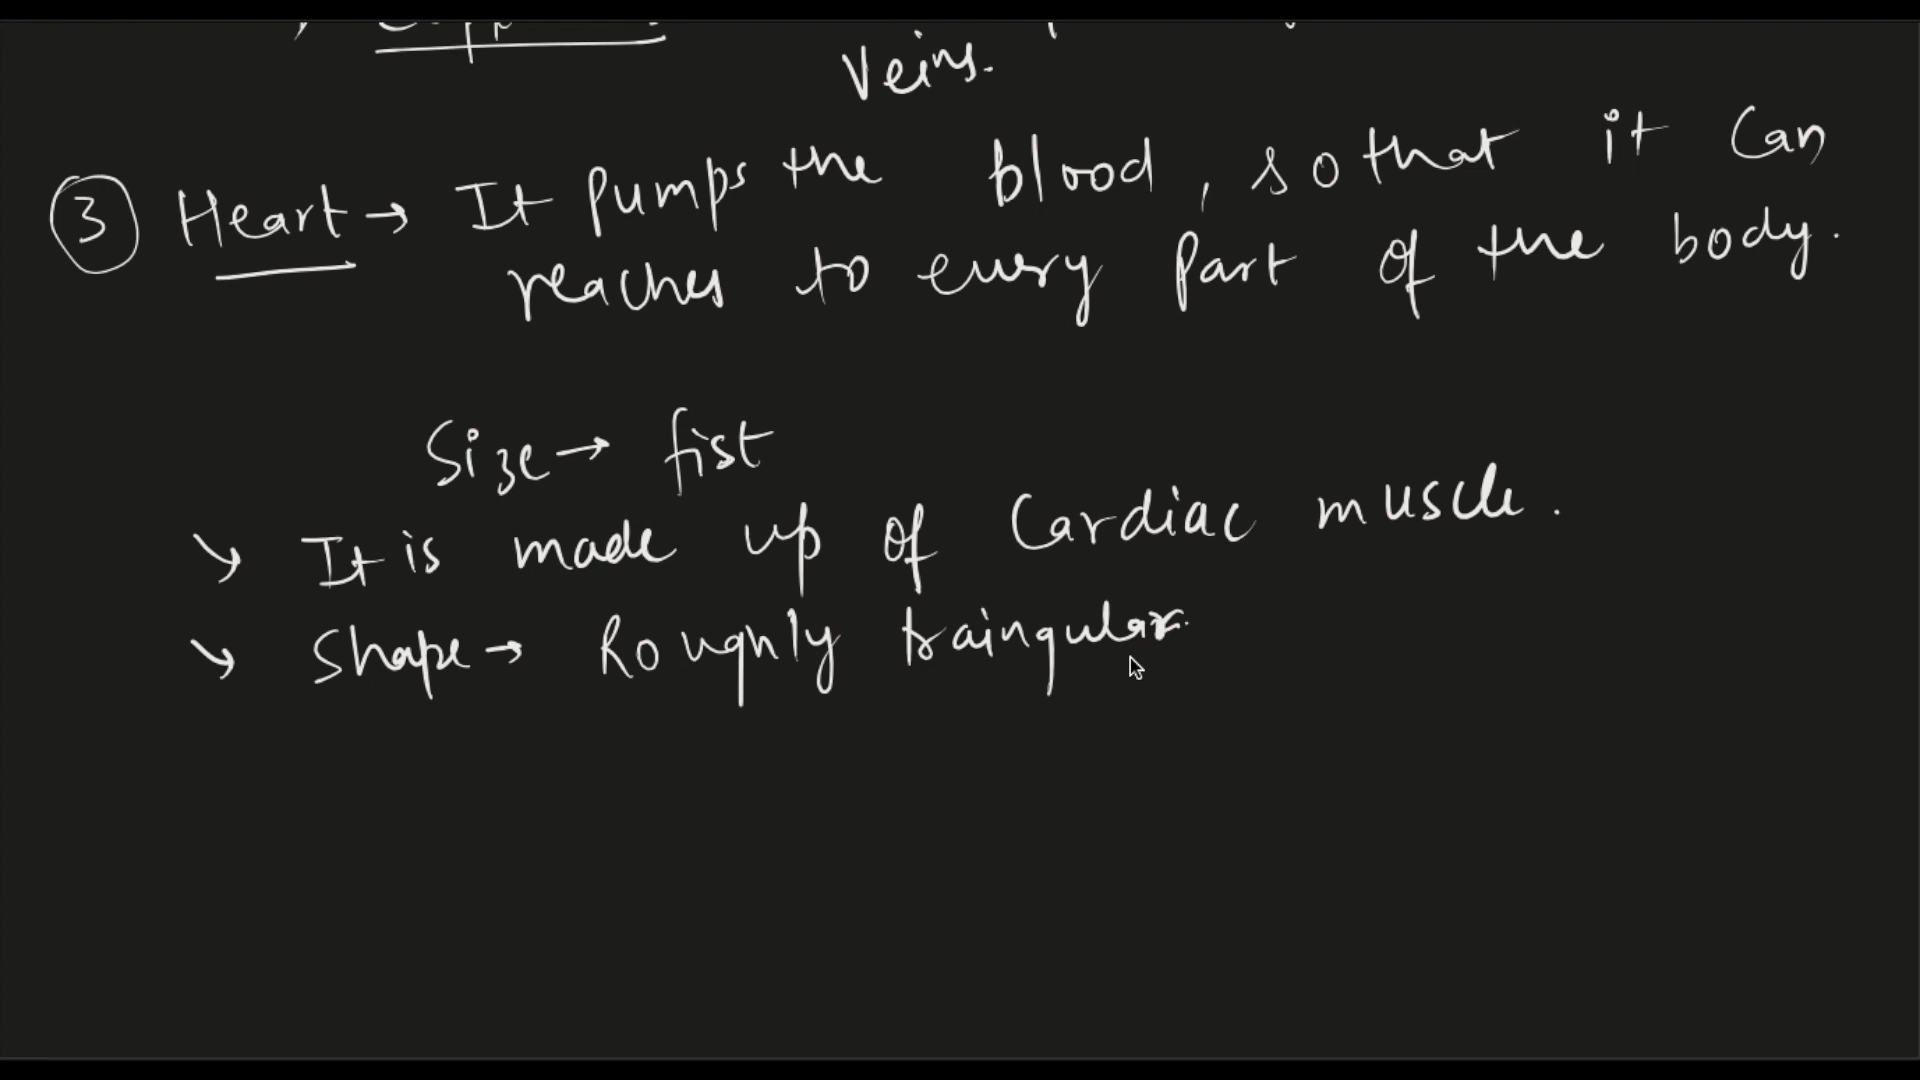 Veins.
③ Heart → It Pumps the blood, so that it Can
reaches to every Part of the body.
Size → fist
↘ It is made up of Cardiac muscle.
↘ Shape → Roughly traingular.